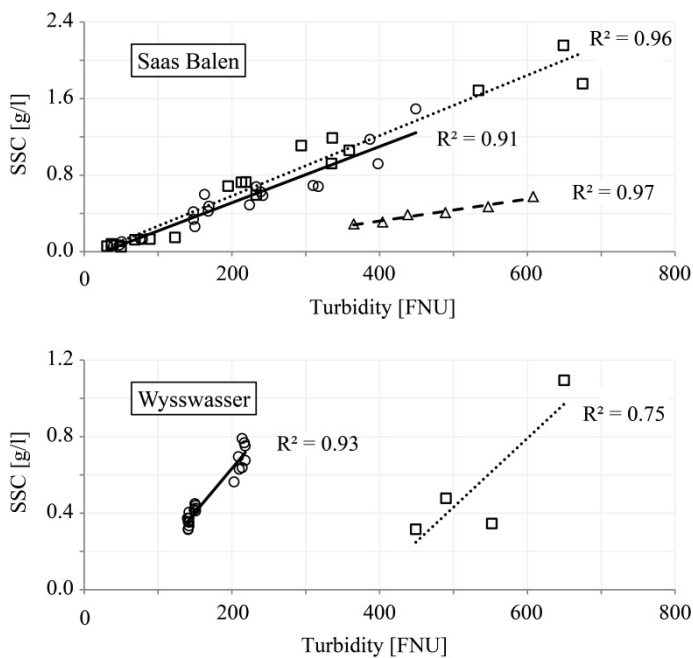 2.4
Saas Balen
R² = 0.96
1.8
SSC [g/l]
1.2
R² = 0.91
0.6
R² = 0.97
0.0
0 200 400 600 800
Turbidity [FNU]
1.2
Wysswasser
R² = 0.93
R² = 0.75
0.8
SSC [g/l]
0.4
0.0
0 200 400 600 800
Turbidity [FNU]